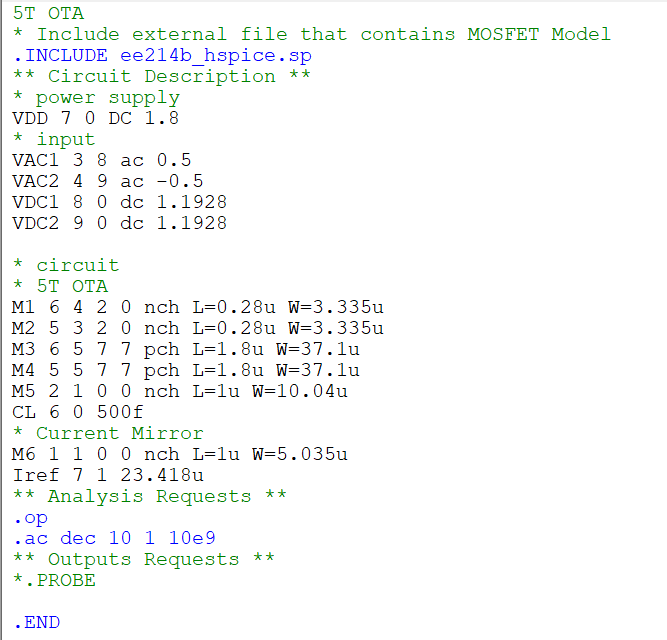 5T OTA
* Include external file that contains MOSFET Model
.INCLUDE ee214b_hspice.sp
** Circuit Description **
* power supply
VDD 7 0 DC 1.8
* input
VAC1 3 8 ac 0.5
VAC2 4 9 ac -0.5
VDC1 8 0 dc 1.1928
VDC2 9 0 dc 1.1928
* circuit
* 5T OTA
M1 6 4 2 0 nch L=0.28u W=3.335u
M2 5 3 2 0 nch L=0.28u W=3.335u
M3 6 5 7 7 pch L=1.8u W=37.1u
M4 5 5 7 7 pch L=1.8u W=37.1u
M5 2 1 0 0 nch L=1u W=10.04u
CL 6 0 500f
* Current Mirror
M6 1 1 0 0 nch L=1u W=5.035u
Iref 7 1 23.418u
** Analysis Requests **
.op
.ac dec 10 1 10e9
** Outputs Requests **
*.PROBE
.END